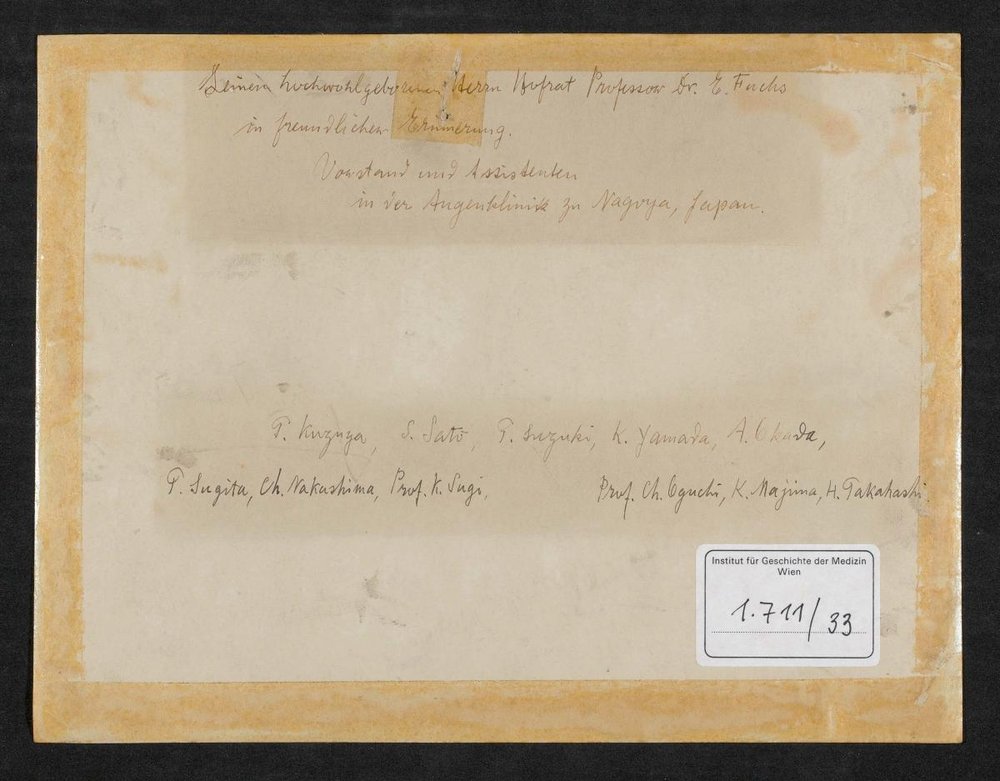 Seinem hochwohlgeborenen Herrn Hofrat Professor Dr. E. Fuchs
in freundlicher Erinnerung.
Vorstand und Assistenten
in der Augenklinik zu Nagoya, Japan.
T. Kuzuya, S. Satō, T. Suzuki, K. Yamada, A. Okada,
T. Sugita, Ch. Nakashima, Prof. K. Sugi, Prof. Ch. Oguchi, K. Majima, H. Takahashi.
Institut für Geschichte der Medizin
Wien
1.711/33